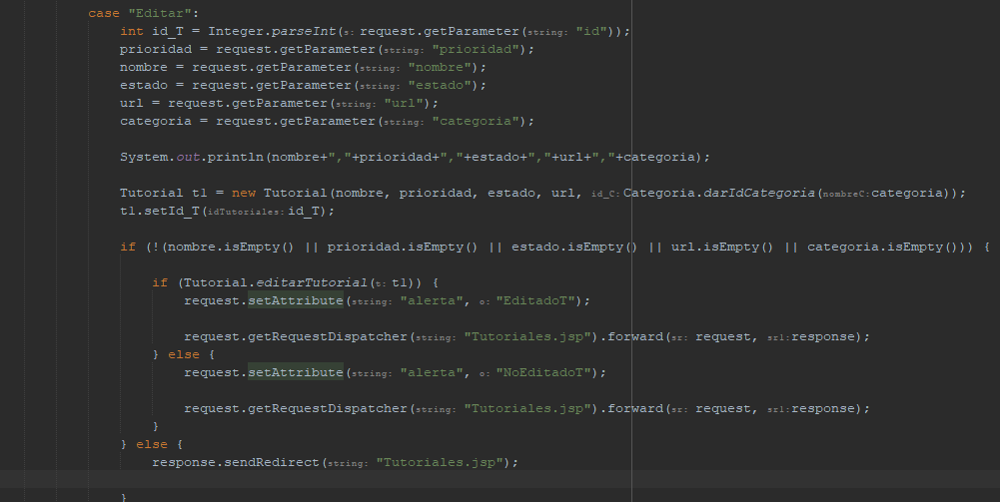 case "Editar":
int id_T = Integer.parseInt(s: request.getParameter(string: "id"));
prioridad = request.getParameter(string: "prioridad");
nombre = request.getParameter(string: "nombre");
estado = request.getParameter(string: "estado");
url = request.getParameter(string: "url");
categoria = request.getParameter(string: "categoria");
System.out.println(nombre+","+prioridad+","+estado+","+url+","+categoria);
Tutorial t1 = new Tutorial(nombre, prioridad, estado, url, id_C: Categoria.darIdCategoria(nombreC: categoria));
t1.setId_T(idTutoriales: id_T);
if (!(nombre.isEmpty() || prioridad.isEmpty() || estado.isEmpty() || url.isEmpty() || categoria.isEmpty())) {
if (Tutorial.editarTutorial(t: t1)) {
request.setAttribute(string: "alerta", o: "EditadoT");
request.getRequestDispatcher(string: "Tutoriales.jsp").forward(sr: request, sr1: response);
} else {
request.setAttribute(string: "alerta", o: "NoEditadoT");
request.getRequestDispatcher(string: "Tutoriales.jsp").forward(sr: request, sr1: response);
}
} else {
response.sendRedirect(string: "Tutoriales.jsp");
}